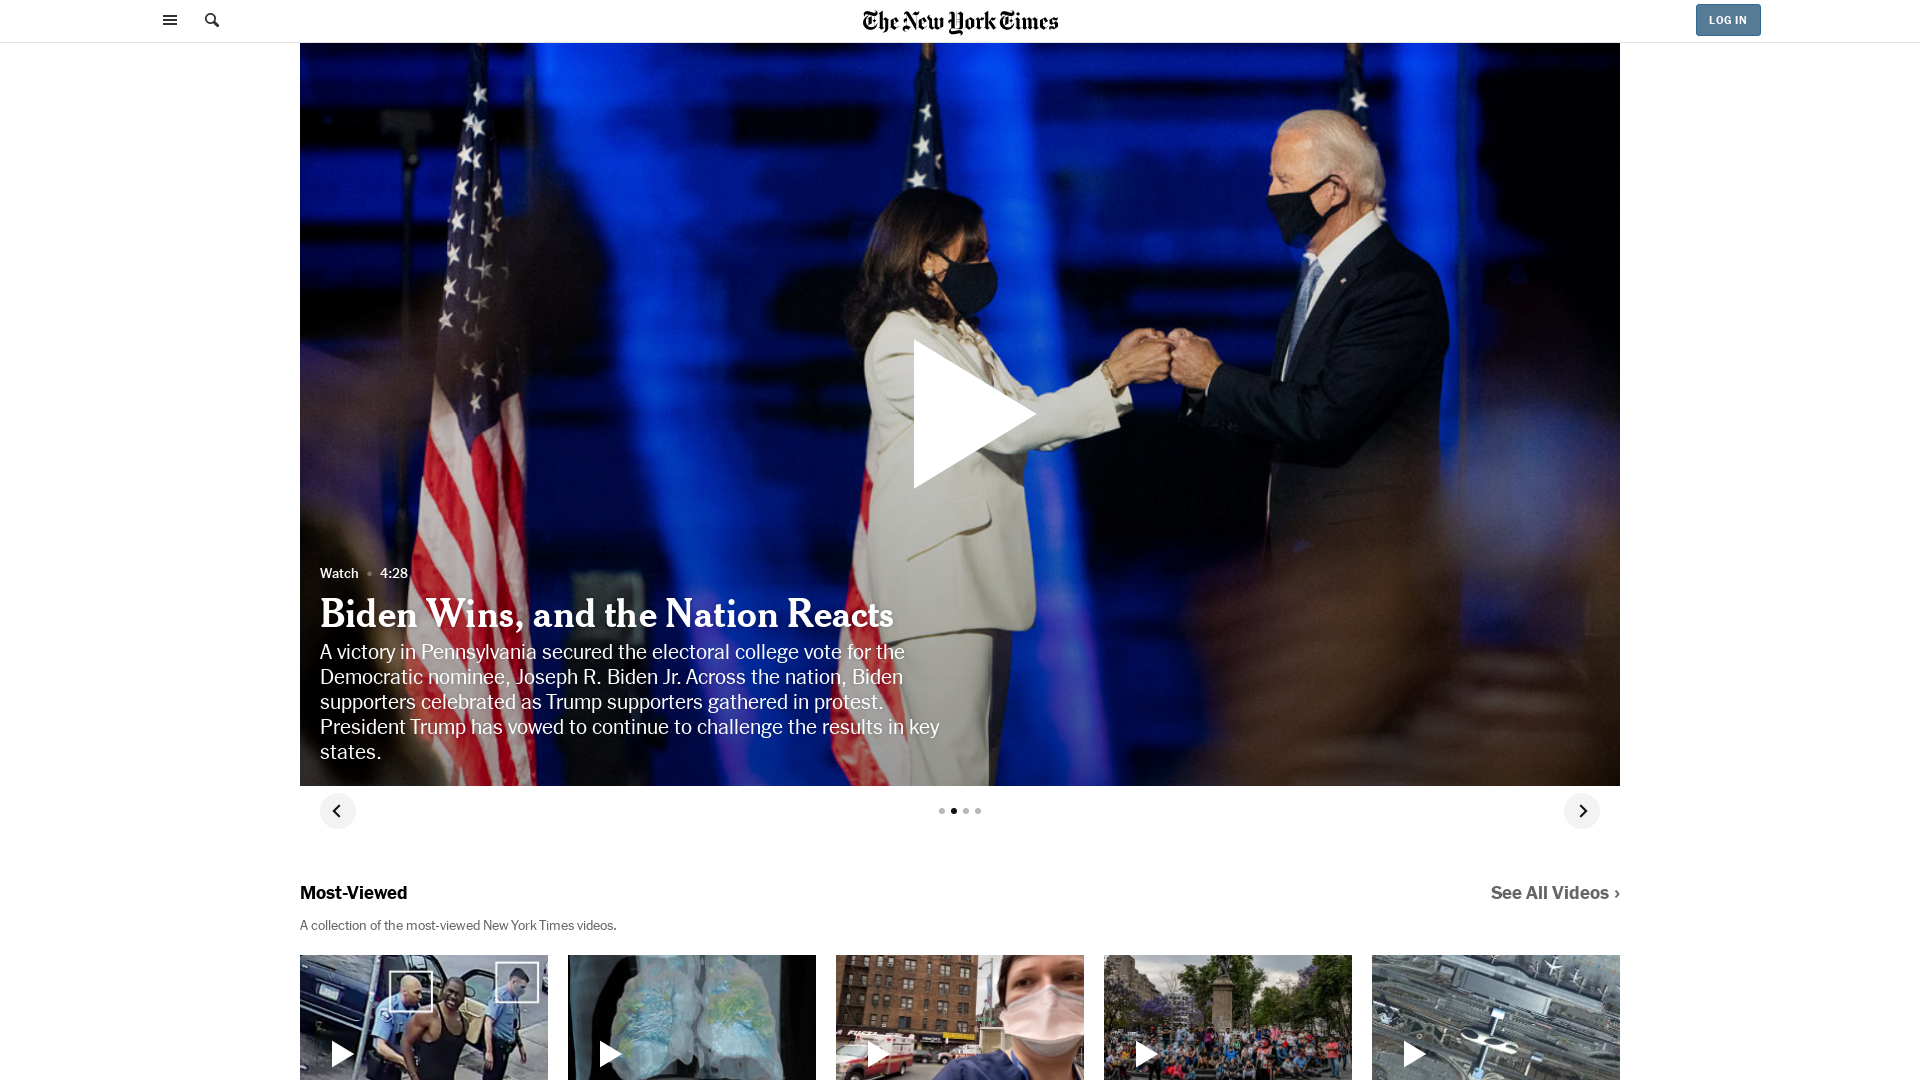 The New York Times
LOG IN
Watch • 4:28
Biden Wins, and the Nation Reacts
A victory in Pennsylvania secured the electoral college vote for the
Democratic nominee, Joseph R. Biden Jr. Across the nation, Biden
supporters celebrated as Trump supporters gathered in protest.
President Trump has vowed to continue to challenge the results in key
states.
Most-Viewed
See All Videos ›
A collection of the most-viewed New York Times videos.